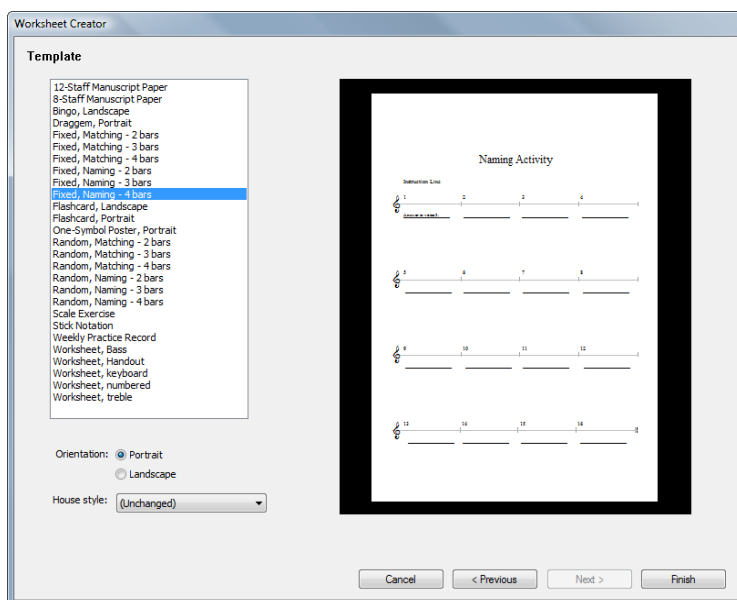 Worksheet Creator
Template
12-Staff Manuscript Paper
8-Staff Manuscript Paper
Bingo, Landscape
Draggem, Portrait
Fixed, Matching - 2 bars
Fixed, Matching - 3 bars
Fixed, Matching - 4 bars
Fixed, Naming - 2 bars
Fixed, Naming - 3 bars
Fixed, Naming - 4 bars
Flashcard, Landscape
Flashcard, Portrait
One-Symbol Poster, Portrait
Random, Matching - 2 bars
Random, Matching - 3 bars
Random, Matching - 4 bars
Random, Naming - 2 bars
Random, Naming - 3 bars
Random, Naming - 4 bars
Scale Exercise
Stick Notation
Weekly Practice Record
Worksheet, Bass
Worksheet, Handout
Worksheet, keyboard
Worksheet, numbered
Worksheet, treble
Orientation: Portrait
Landscape
House style: (Unchanged)
Naming Activity
Instruction Line
1 2 3 4
5 6 7 8
9 10 11 12
13 14 15 16
Cancel < Previous Next > Finish